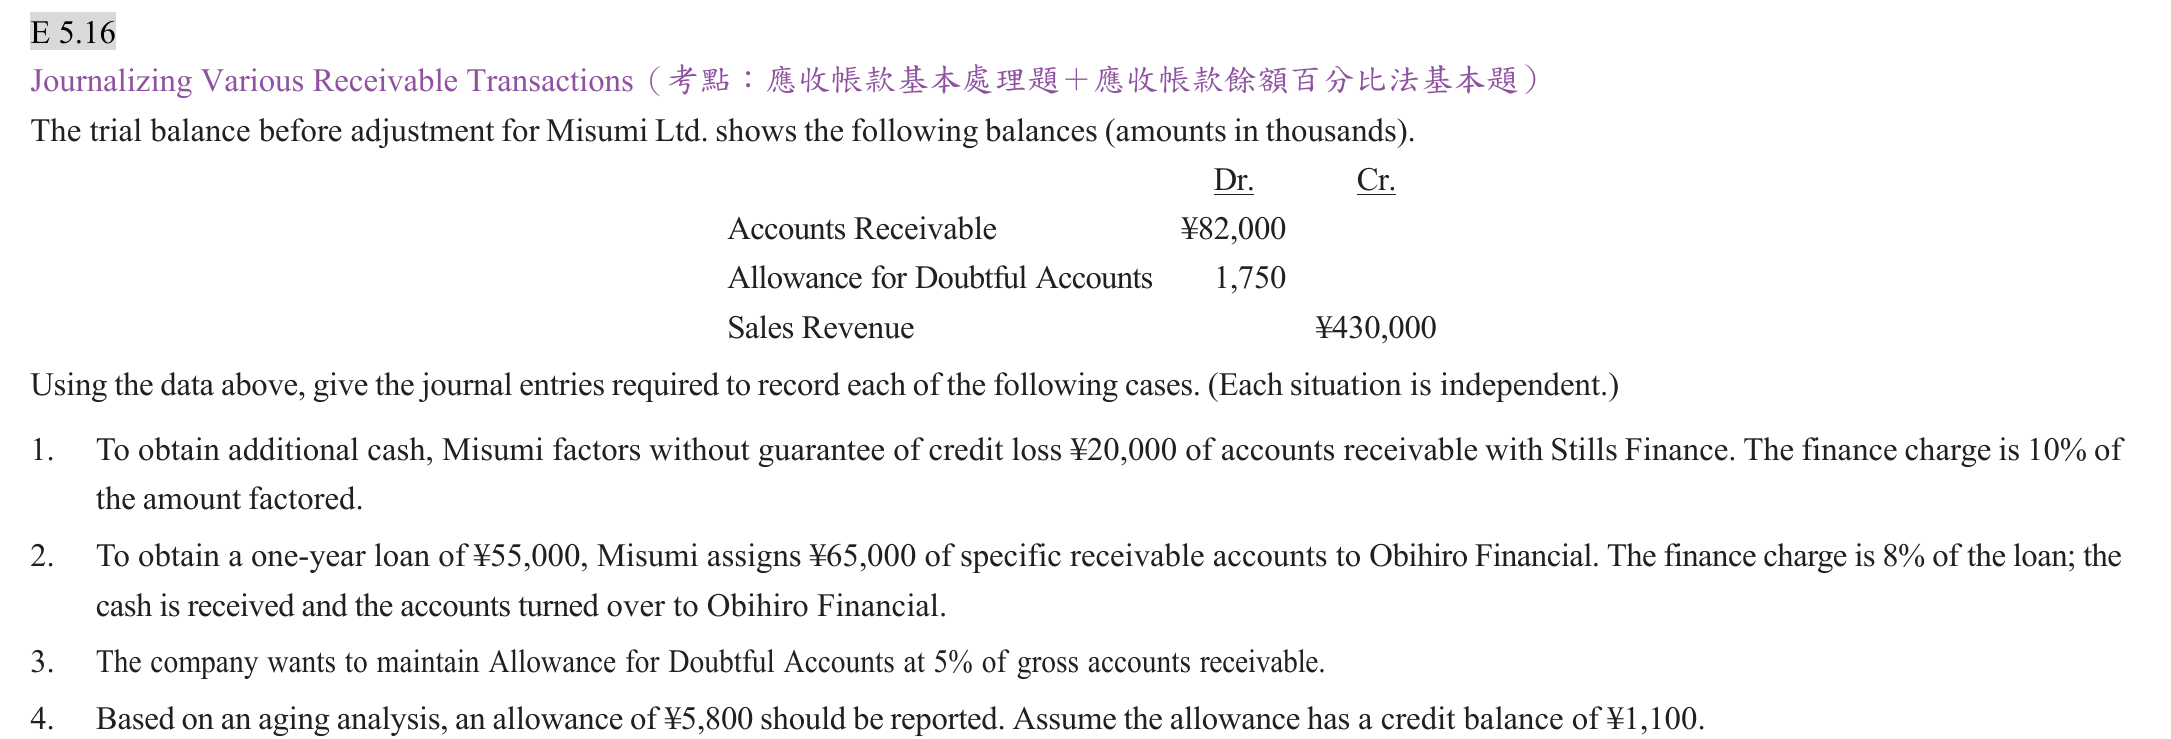 E 5.16
Journalizing Various Receivable Transactions（考點：應收帳款基本處理題＋應收帳款餘額百分比法基本題）
The trial balance before adjustment for Misumi Ltd. shows the following balances (amounts in thousands).
Dr. Cr.
Accounts Receivable ¥82,000
Allowance for Doubtful Accounts 1,750
Sales Revenue ¥430,000
Using the data above, give the journal entries required to record each of the following cases. (Each situation is independent.)
1. To obtain additional cash, Misumi factors without guarantee of credit loss ¥20,000 of accounts receivable with Stills Finance. The finance charge is 10% of
the amount factored.
2. To obtain a one-year loan of ¥55,000, Misumi assigns ¥65,000 of specific receivable accounts to Obihiro Financial. The finance charge is 8% of the loan; the
cash is received and the accounts turned over to Obihiro Financial.
3. The company wants to maintain Allowance for Doubtful Accounts at 5% of gross accounts receivable.
4. Based on an aging analysis, an allowance of ¥5,800 should be reported. Assume the allowance has a credit balance of ¥1,100.